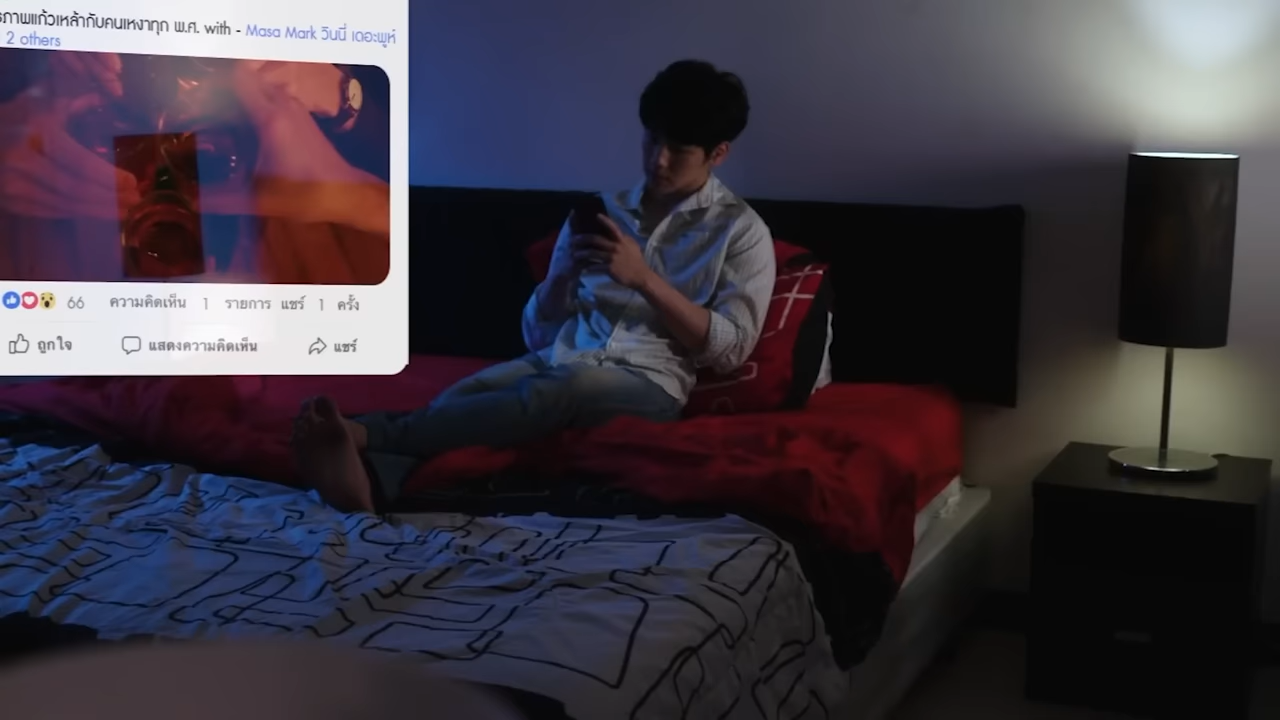 ภาพแก้วเหล้ากับคนเหงาทุก พ.ศ. with - Masa Mark วินนี่ เดอะพูห์
2 others
66 ความคิดเห็น 1 รายการ แชร์ 1 ครั้ง
ถูกใจ แสดงความคิดเห็น แชร์